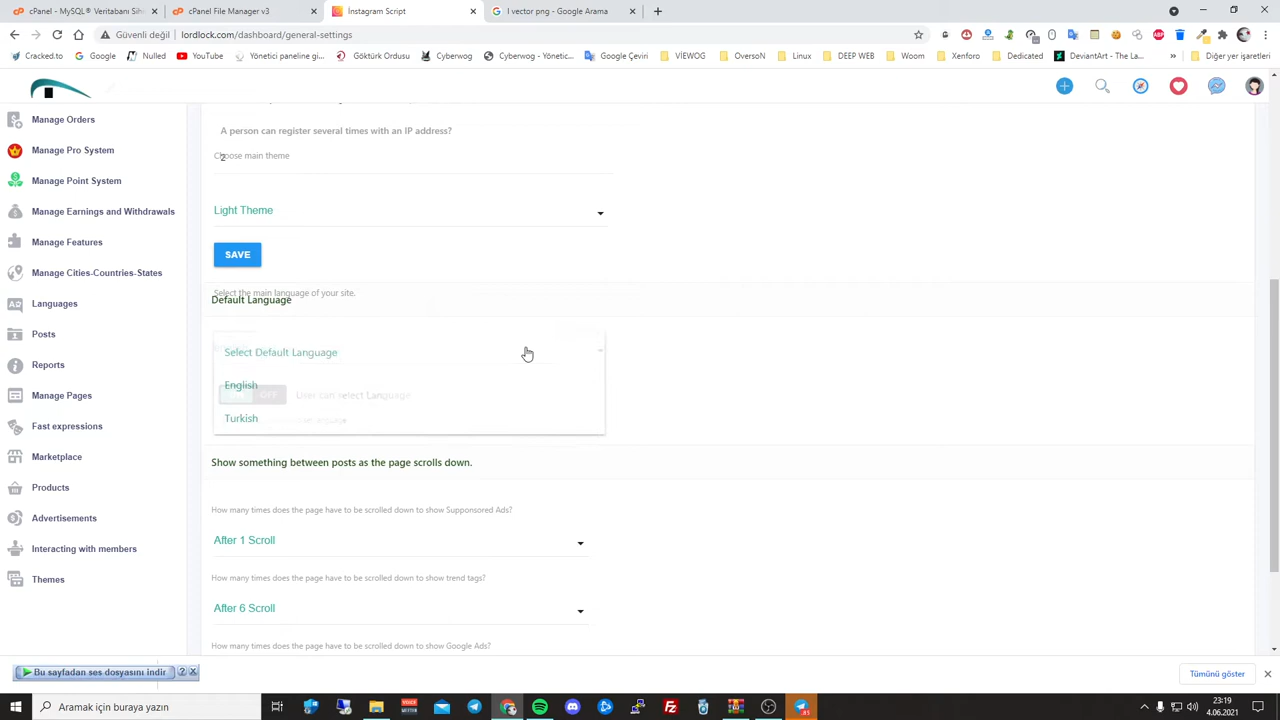 cPanel - MySQL® Veritabanı Sih
cPanel File Manager v3
Instagram Script
I vector png - Google Arama
Güvenli değil
lordlock.com/dashboard/general-settings
Cracked.to
Google
Nulled
YouTube
Yönetici paneline gi...
Göktürk Ordusu
Cyberwog
Cyberwog - Yönetic...
Google Çeviri
VİEWOG
OversoN
Linux
DEEP WEB
Woom
Xenforo
Dedicated
DeviantArt - The La...
»
Diğer yer işaretleri
Manage Orders
Manage Pro System
Manage Point System
Manage Earnings and Withdrawals
Manage Features
Manage Cities-Countries-States
Languages
Posts
Reports
Manage Pages
Fast expressions
Marketplace
Products
Advertisements
Interacting with members
Themes
A person can register several times with an IP address?
Choose main theme
2
Light Theme
SAVE
Select the main language of your site.
Default Language
Select Default Language
English
OFF
User can select Language
Turkish
Show something between posts as the page scrolls down.
How many times does the page have to be scrolled down to show Supponsored Ads?
After 1 Scroll
How many times does the page have to be scrolled down to show trend tags?
After 6 Scroll
How many times does the page have to be scrolled down to show Google Ads?
Bu sayfadan ses dosyasını indir
?
X
Tümünü göster
Aramak için buraya yazın
23:19
4.06.2021